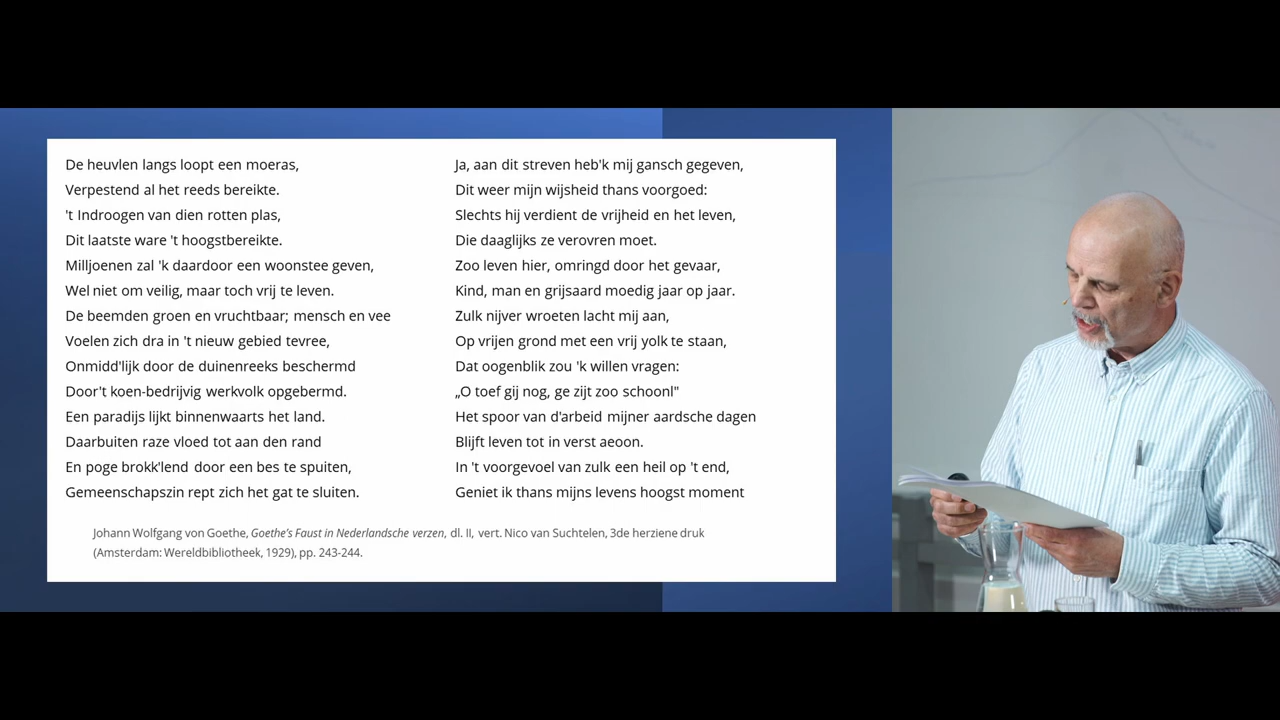 De heuvlen langs loopt een moeras,
Verpestend al het reeds bereikte.
't Indroogen van dien rotten plas,
Dit laatste ware 't hoogstbereikte.
Milljoenen zal 'k daardoor een woonstee geven,
Wel niet om veilig, maar toch vrij te leven.
De beemden groen en vruchtbaar; mensch en vee
Voelen zich dra in 't nieuw gebied tevree,
Onmidd'lijk door de duinenreeks beschermd
Door't koen-bedrijvig werkvolk opgebermd.
Een paradijs lijkt binnenwaarts het land.
Daarbuiten raze vloed tot aan den rand
En poge brokk'lend door een bes te spuiten,
Gemeenschapszin rept zich het gat te sluiten.
Ja, aan dit streven heb'k mij gansch gegeven,
Dit weer mijn wijsheid thans voorgoed:
Slechts hij verdient de vrijheid en het leven,
Die daaglijks ze verovren moet.
Zoo leven hier, omringd door het gevaar,
Kind, man en grijsaard moedig jaar op jaar.
Zulk nijver wroeten lacht mij aan,
Op vrijen grond met een vrij yolk te staan,
Dat oogenblik zou 'k willen vragen:
„O toef gij nog, ge zijt zoo schoonl"
Het spoor van d'arbeid mijner aardsche dagen
Blijft leven tot in verst aeoon.
In 't voorgevoel van zulk een heil op 't end,
Geniet ik thans mijns levens hoogst moment
Johann Wolfgang von Goethe, Goethe's Faust in Nederlandsche verzen, dl. II, vert. Nico van Suchtelen, 3de herziene druk
(Amsterdam: Wereldbibliotheek, 1929), pp. 243-244.